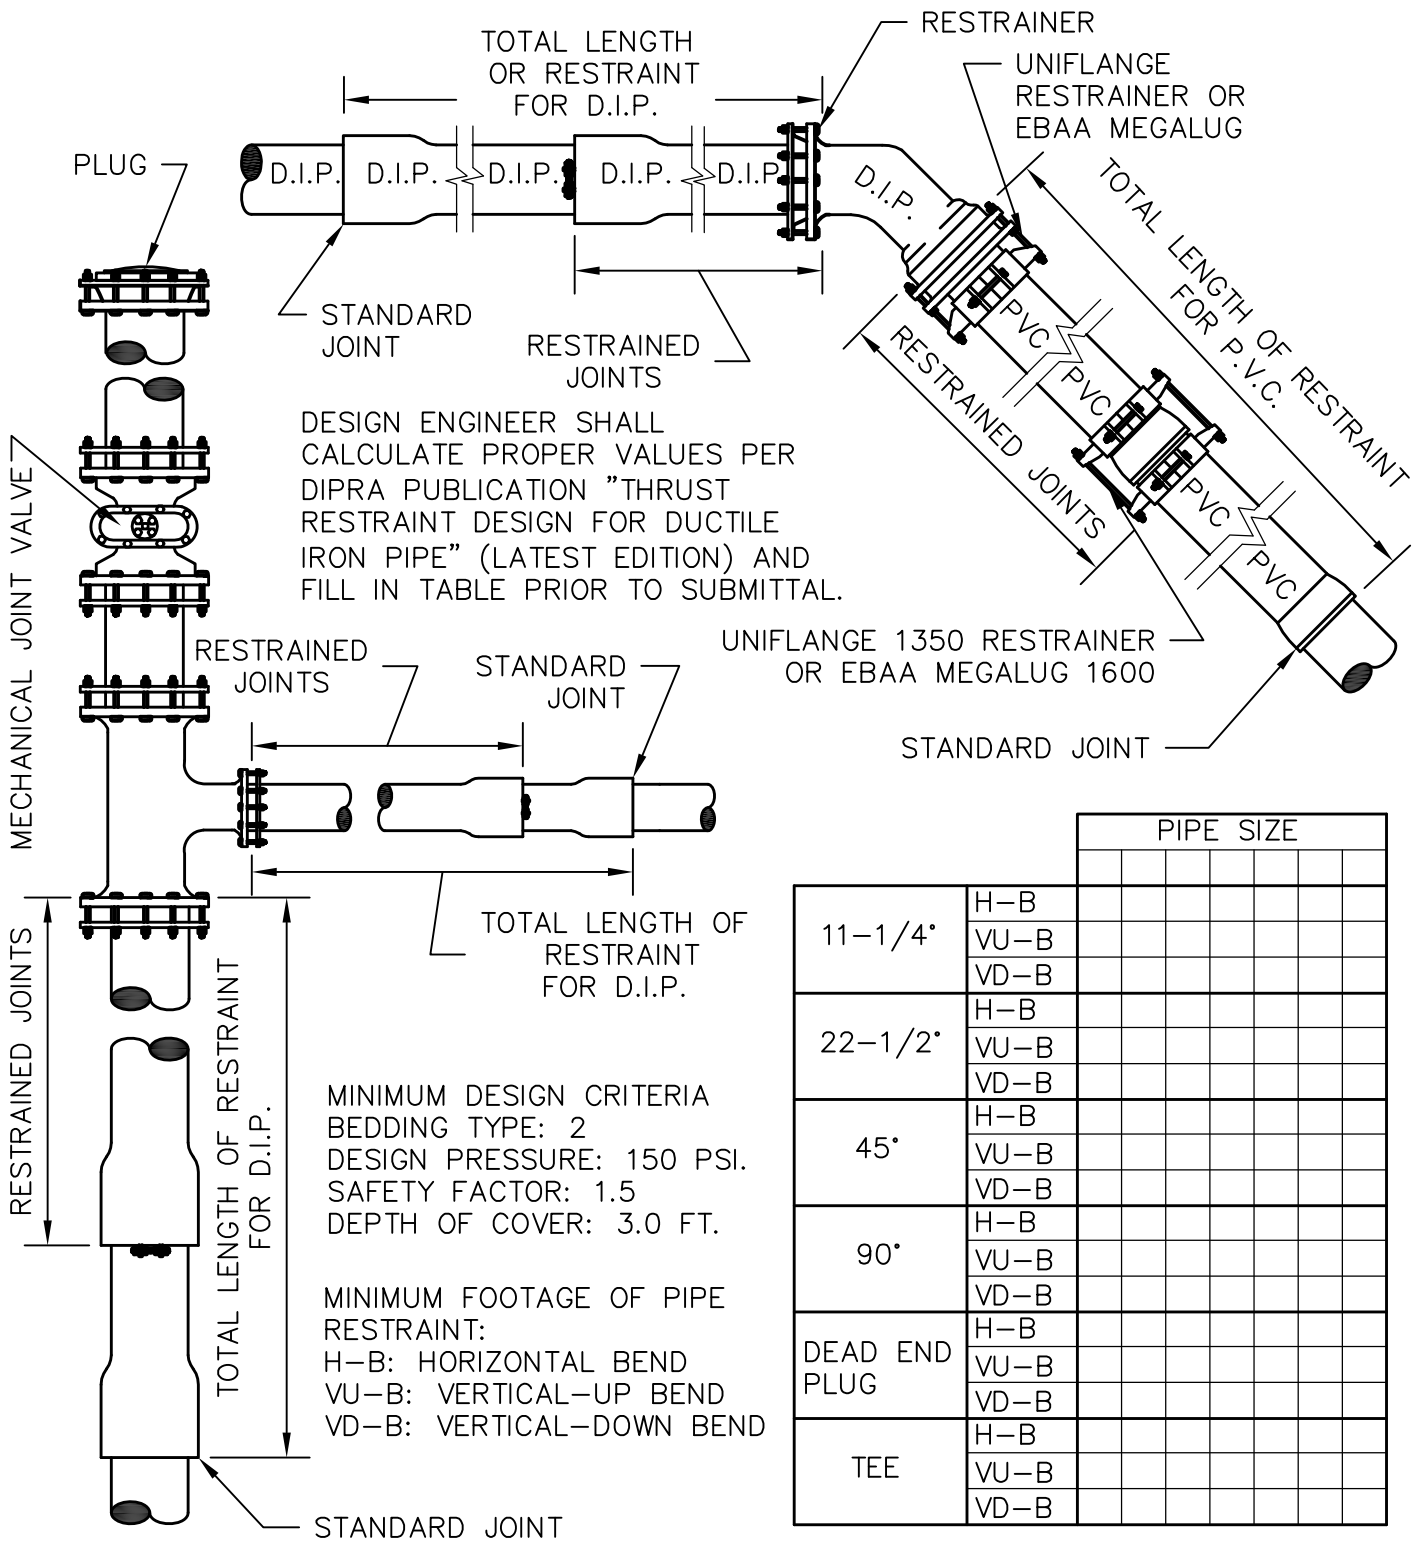 RESTRAINER
TOTAL LENGTH
OR RESTRAINT
FOR D.I.P.
UNIFLANGE
RESTRAINER OR
EBAA MEGALUG
PLUG
D.I.P.
D.I.P.
D.I.P.
D.I.P.
D.I.P
D.I.P.
TOTAL LENGTH OF RESTRAINT
FOR P.V.C.
STANDARD
JOINT
RESTRAINED
JOINTS
PVC
PVC
PVC
PVC
RESTRAINED JOINTS
DESIGN ENGINEER SHALL
CALCULATE PROPER VALUES PER
DIPRA PUBLICATION "THRUST
RESTRAINT DESIGN FOR DUCTILE
IRON PIPE" (LATEST EDITION) AND
FILL IN TABLE PRIOR TO SUBMITTAL.
MECHANICAL JOINT VALVE
UNIFLANGE 1350 RESTRAINER
OR EBAA MEGALUG 1600
STANDARD JOINT
RESTRAINED
JOINTS
STANDARD
JOINT
TOTAL LENGTH OF
RESTRAINT
FOR D.I.P.
RESTRAINED JOINTS
TOTAL LENGTH OF RESTRAINT
FOR D.I.P.
MINIMUM DESIGN CRITERIA
BEDDING TYPE: 2
DESIGN PRESSURE: 150 PSI.
SAFETY FACTOR: 1.5
DEPTH OF COVER: 3.0 FT.
MINIMUM FOOTAGE OF PIPE
RESTRAINT:
H-B: HORIZONTAL BEND
VU-B: VERTICAL-UP BEND
VD-B: VERTICAL-DOWN BEND
STANDARD JOINT
PIPE SIZE
11-1/4°
H-B
VU-B
VD-B
22-1/2°
H-B
VU-B
VD-B
45°
H-B
VU-B
VD-B
90°
H-B
VU-B
VD-B
DEAD END
PLUG
H-B
VU-B
VD-B
TEE
H-B
VU-B
VD-B